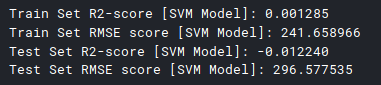 Train Set R2-score [SVM Model]: 0.001285
Train Set RMSE score [SVM Model]: 241.658966
Test Set R2-score [SVM Model]: -0.012240
Test Set RMSE score [SVM Model]: 296.577535